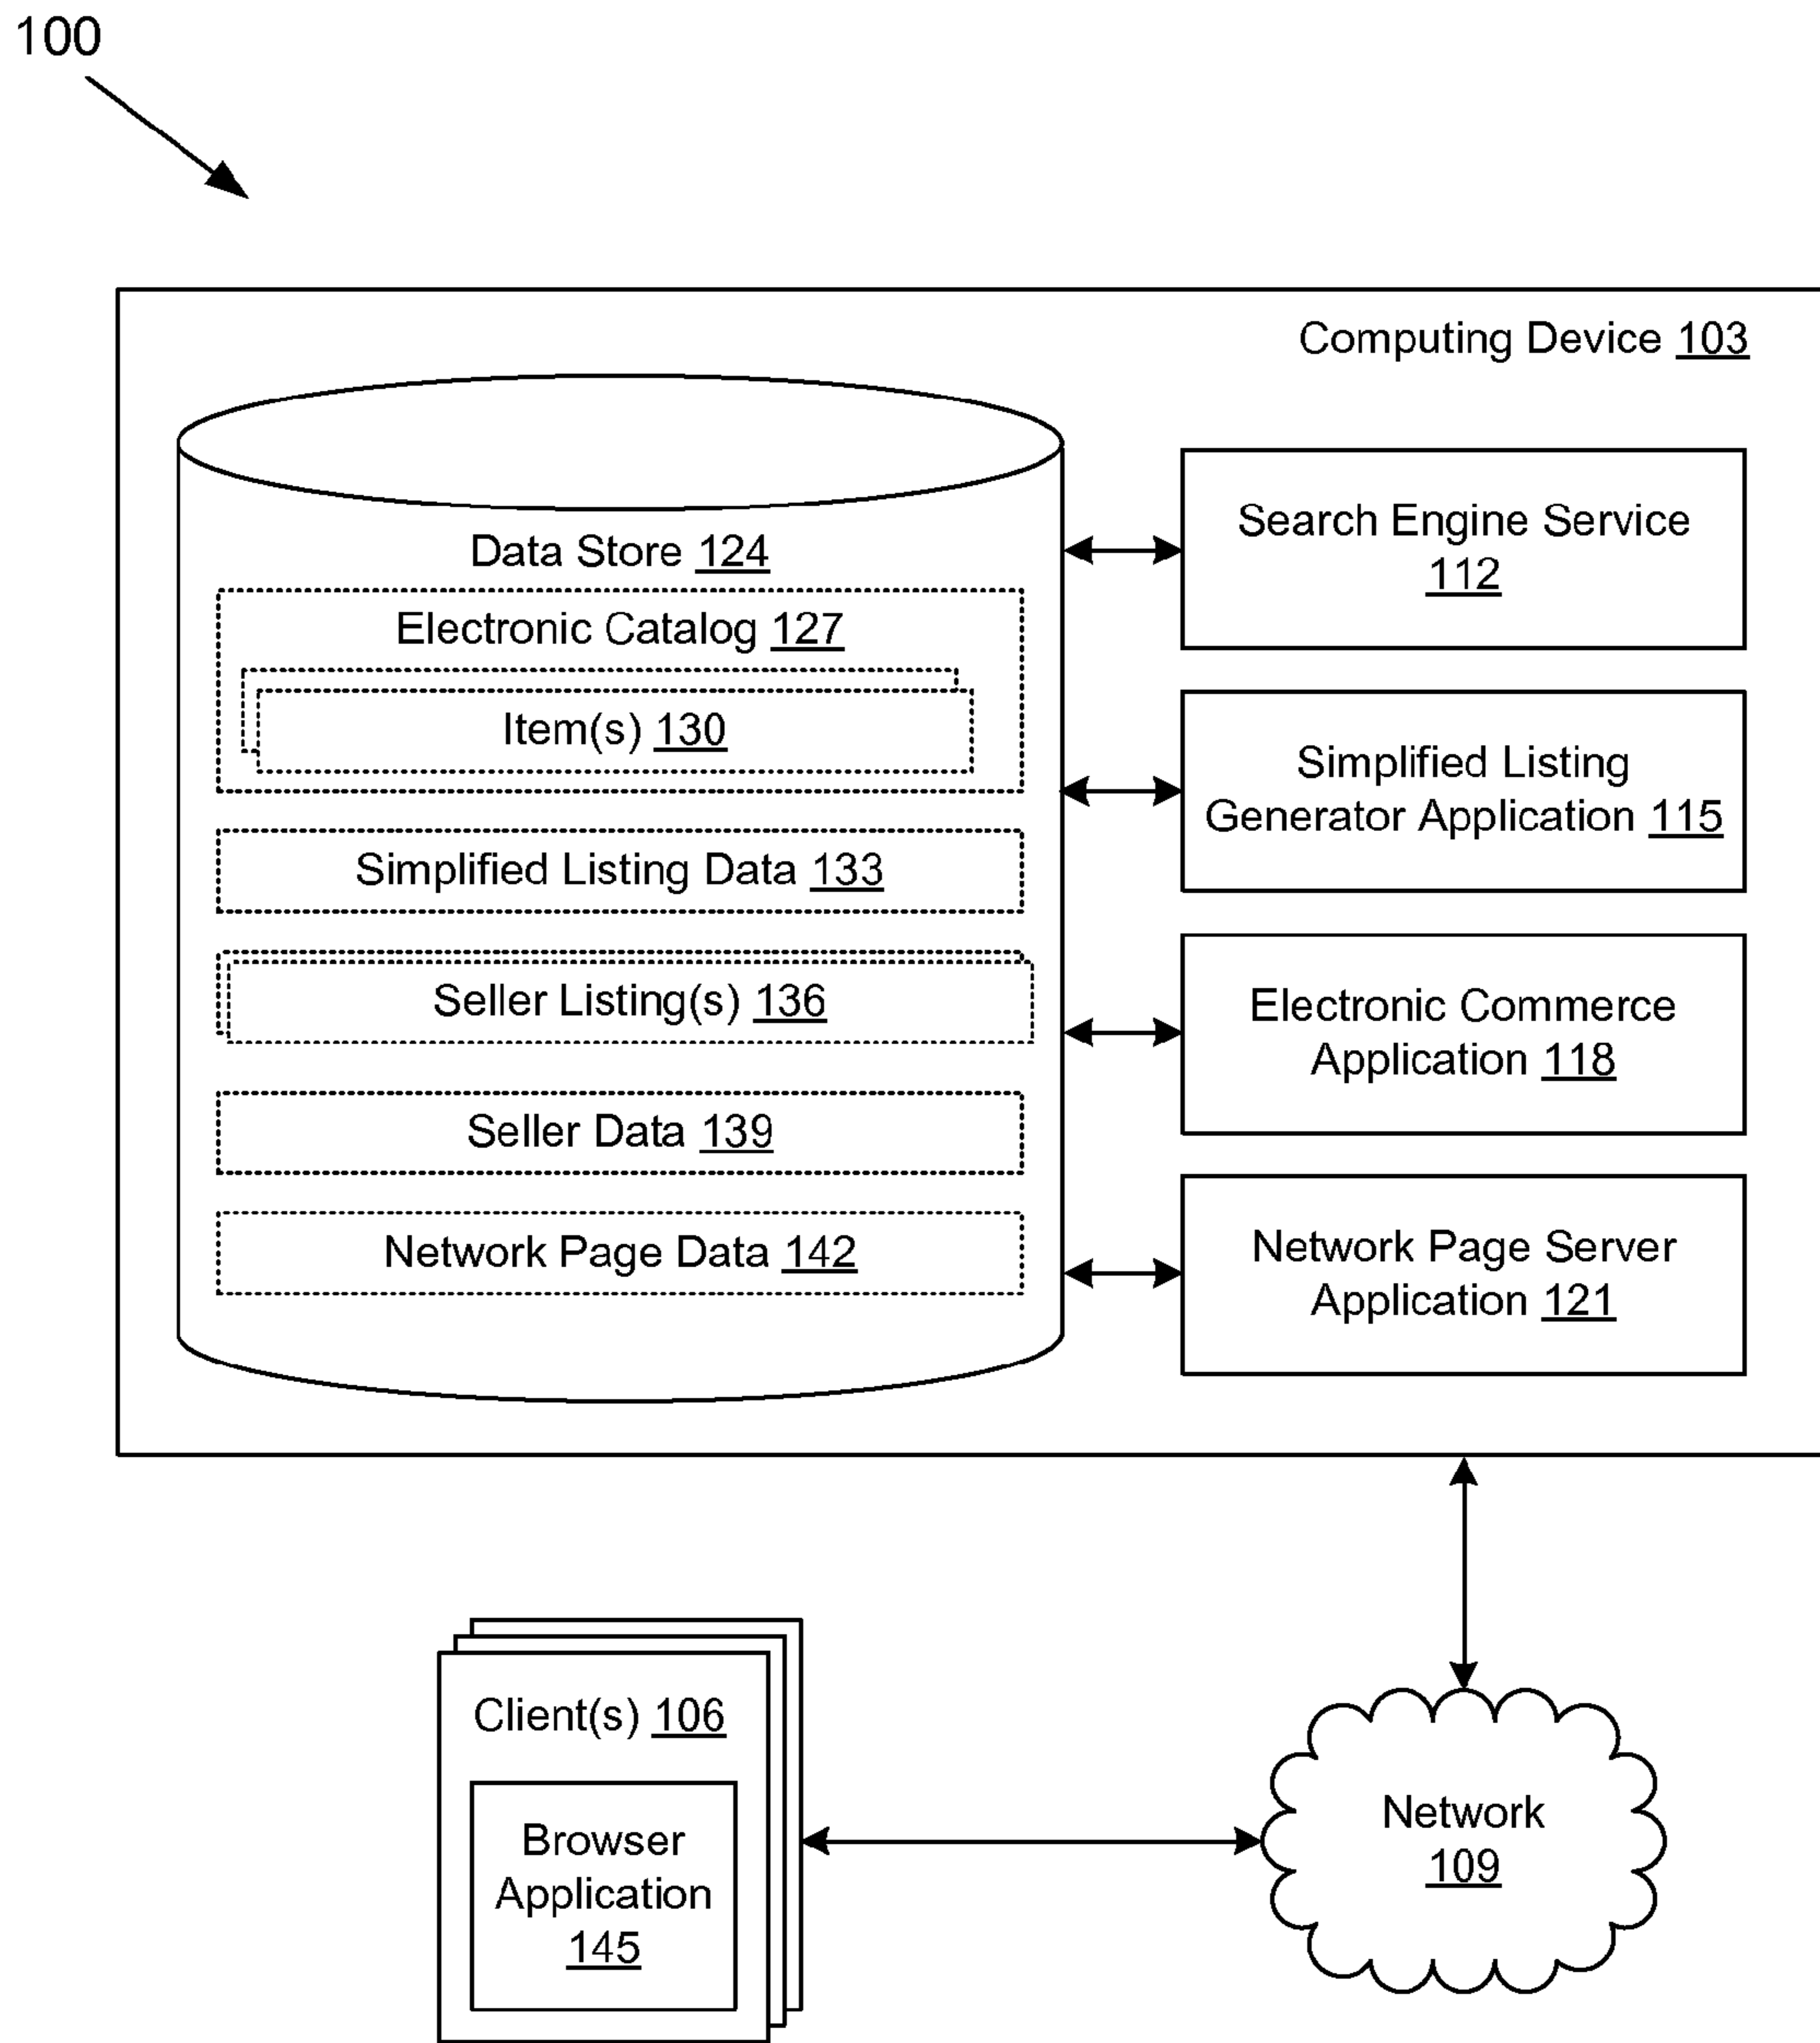 100
Computing Device 103
Data Store 124
Electronic Catalog 127
Item(s) 130
Simplified Listing Data 133
Seller Listing(s) 136
Seller Data 139
Network Page Data 142
Search Engine Service
112
Simplified Listing
Generator Application 115
Electronic Commerce
Application 118
Network Page Server
Application 121
Client(s) 106
Browser
Application
145
Network
109